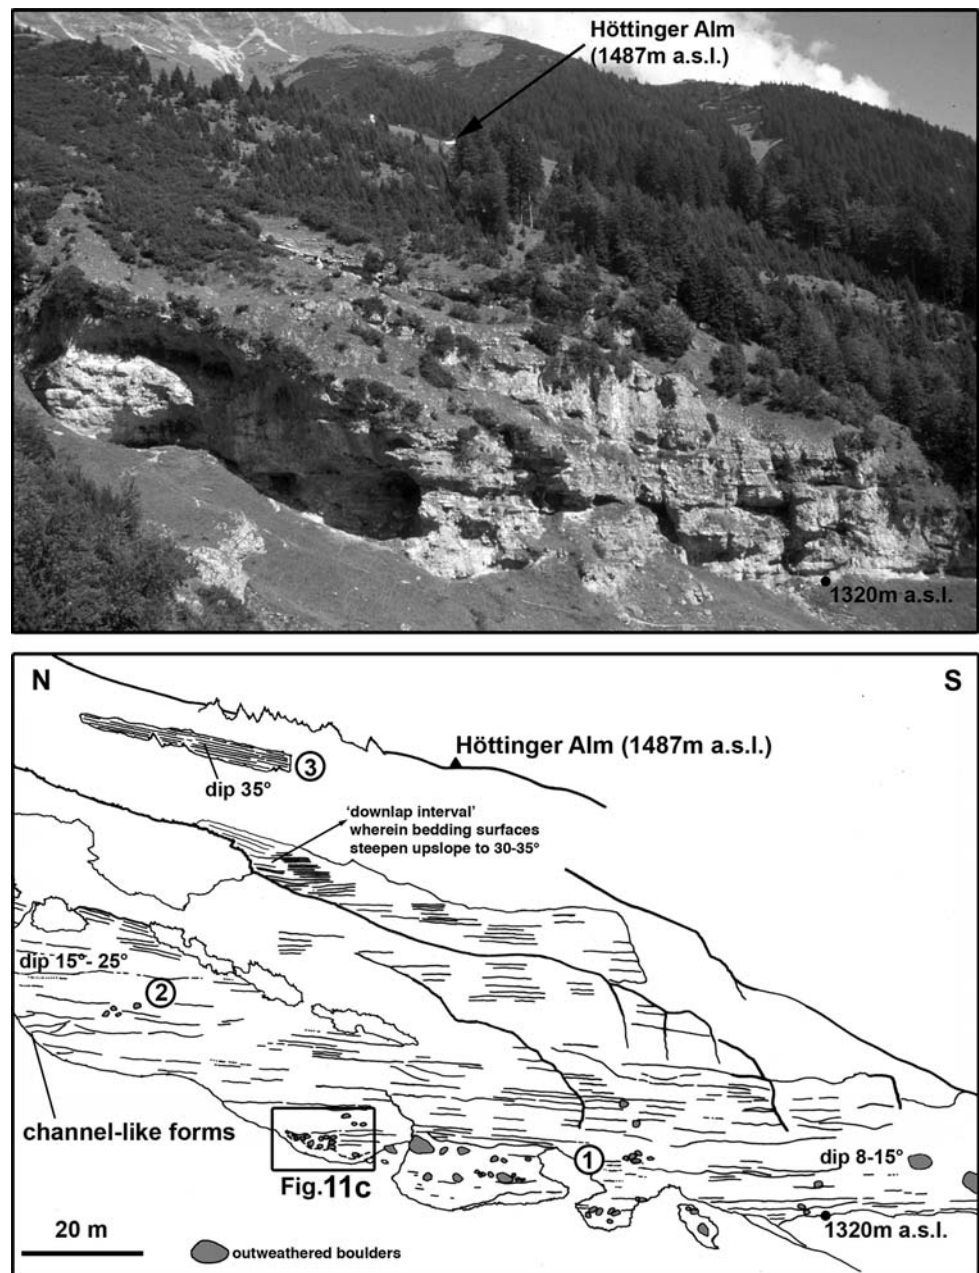 Höttinger Alm
(1487m a.s.l.)
1320m a.s.l.
N
S
3
dip 35°
Höttinger Alm (1487m a.s.l.)
'downlap interval'
wherein bedding surfaces
steepen upslope to 30-35°
dip 15°- 25°
2
channel-like forms
1
dip 8-15°
Fig.11c
1320m a.s.l.
20 m
outweathered boulders